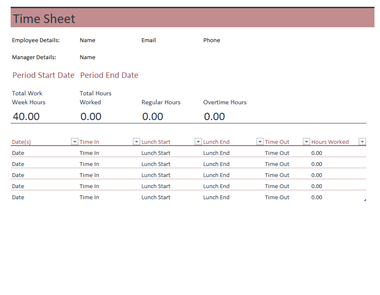 Time Sheet
Employee Details: Name Email Phone
Manager Details: Name
Period Start Date Period End Date
Total Work Week Hours Total Hours Worked Regular Hours Overtime Hours
40.00 0.00 0.00 0.00
Date(s) Time In Lunch Start Lunch End Time Out Hours Worked
Date Time In Lunch Start Lunch End Time Out 0.00
Date Time In Lunch Start Lunch End Time Out 0.00
Date Time In Lunch Start Lunch End Time Out 0.00
Date Time In Lunch Start Lunch End Time Out 0.00
Date Time In Lunch Start Lunch End Time Out 0.00